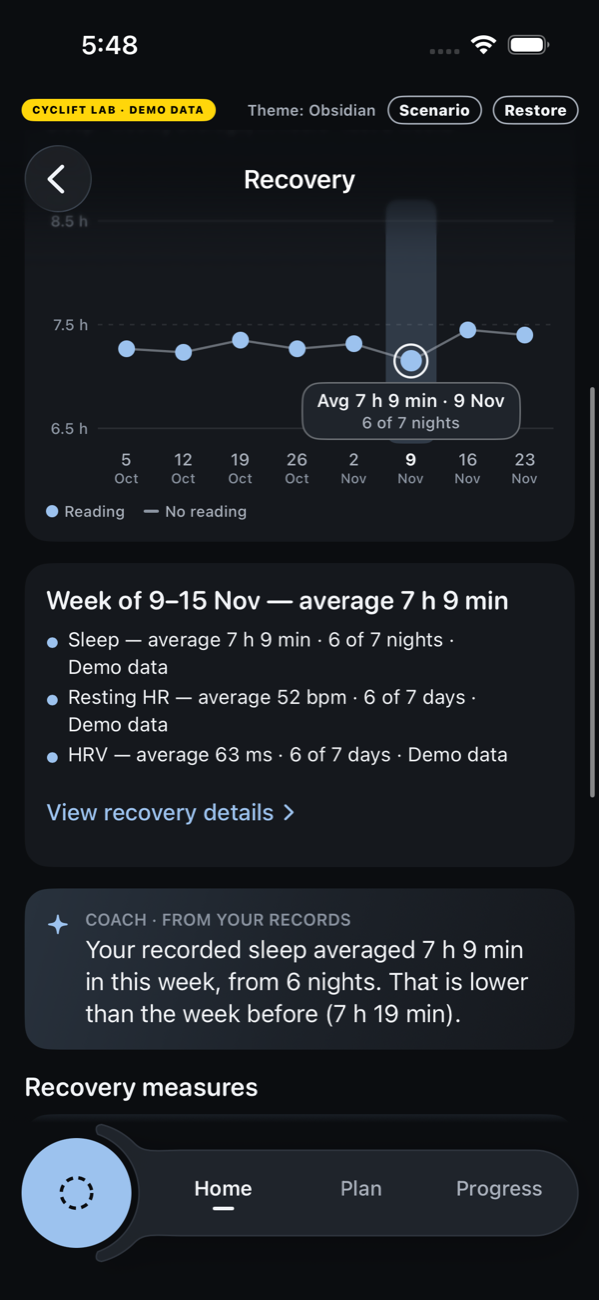 5:48
CYCLIFT LAB · DEMO DATA
Theme: Obsidian
Scenario
Restore
Recovery
8.5 h
7.5 h
6.5 h
Avg 7 h 9 min · 9 Nov
6 of 7 nights
5 12 19 26 2 9 16 23
Oct Oct Oct Oct Nov Nov Nov Nov
Reading
No reading
Week of 9–15 Nov — average 7 h 9 min
Sleep — average 7 h 9 min · 6 of 7 nights ·
Demo data
Resting HR — average 52 bpm · 6 of 7 days ·
Demo data
HRV — average 63 ms · 6 of 7 days · Demo data
View recovery details
COACH · FROM YOUR RECORDS
Your recorded sleep averaged 7 h 9 min
in this week, from 6 nights. That is lower
than the week before (7 h 19 min).
Recovery measures
Home
Plan
Progress